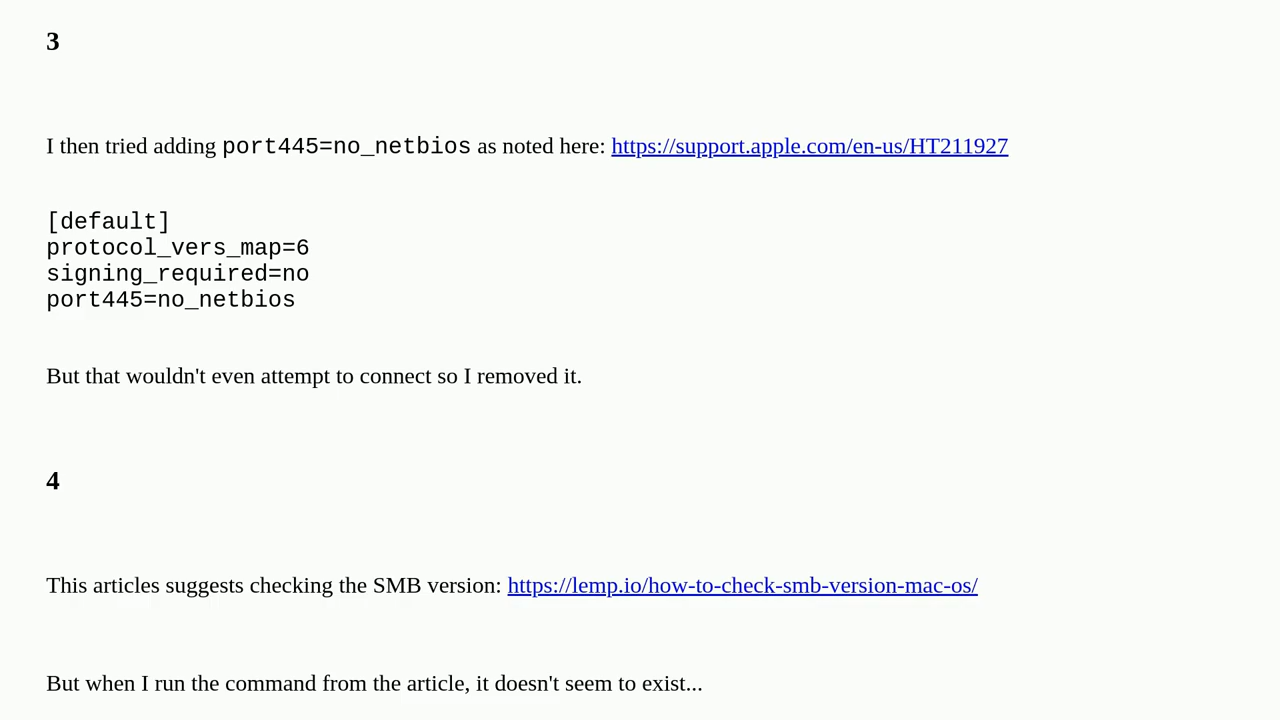 3
I then tried adding port445=no_netbios as noted here: https://support.apple.com/en-us/HT211927
[default]
protocol_vers_map=6
signing_required=no
port445=no_netbios
But that wouldn't even attempt to connect so I removed it.
4
This articles suggests checking the SMB version: https://lemp.io/how-to-check-smb-version-mac-os/
But when I run the command from the article, it doesn't seem to exist...